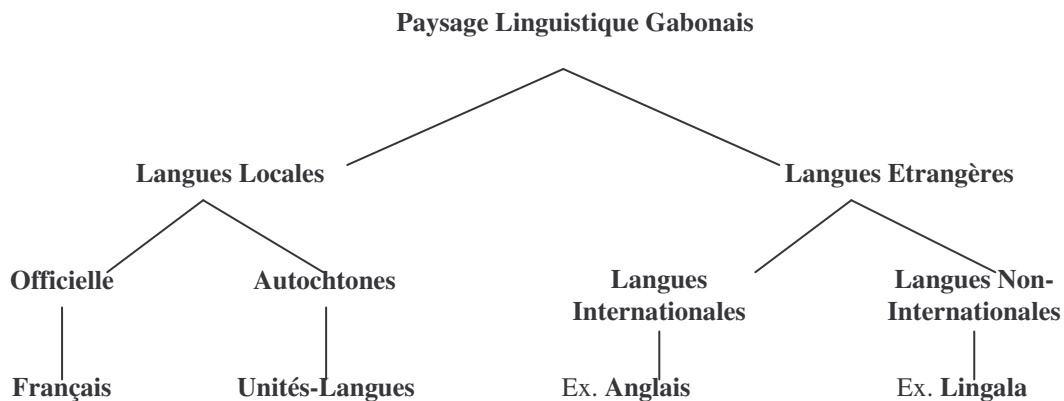 Paysage Linguistique Gabonais
Langues Locales
Langues Etrangères
Officielle
Autochtones
Langues
Internationales
Langues Non-
Internationales
Français
Unités-Langues
Ex. Anglais
Ex. Lingala